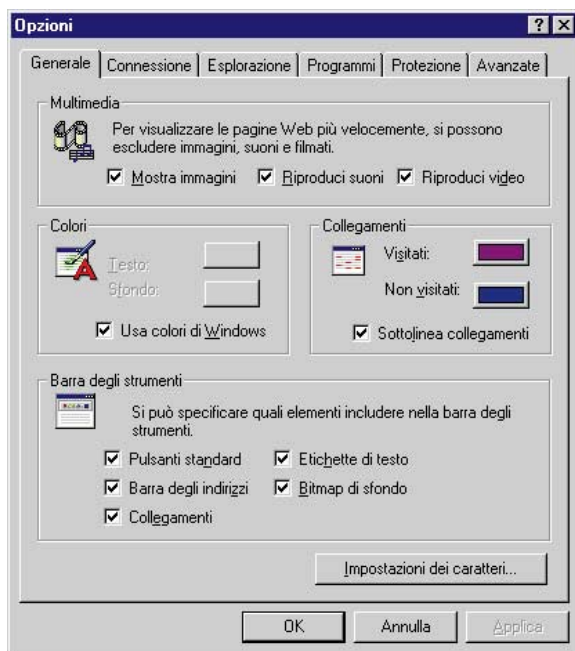 Opzioni
Generale Connessione Esplorazione Programmi Protezione Avanzate
Multimedia
Per visualizzare le pagine Web più velocemente, si possono
escludere immagini, suoni e filmati.
Mostra immagini Riproduci suoni Riproduci video
Colori
Testo:
Sfondo:
Usa colori di Windows
Collegamenti
Visitati:
Non visitati:
Sottolinea collegamenti
Barra degli strumenti
Si può specificare quali elementi includere nella barra degli
strumenti.
Pulsanti standard Etichette di testo
Barra degli indirizzi Bitmap di sfondo
Collegamenti
Impostazioni dei caratteri...
OK Annulla Applica